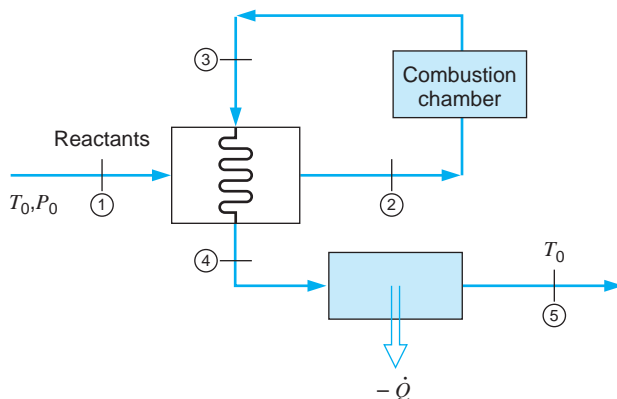 3
Combustion
chamber
Reactants
T0,P0
1
2
4
T0
5
− Q̇